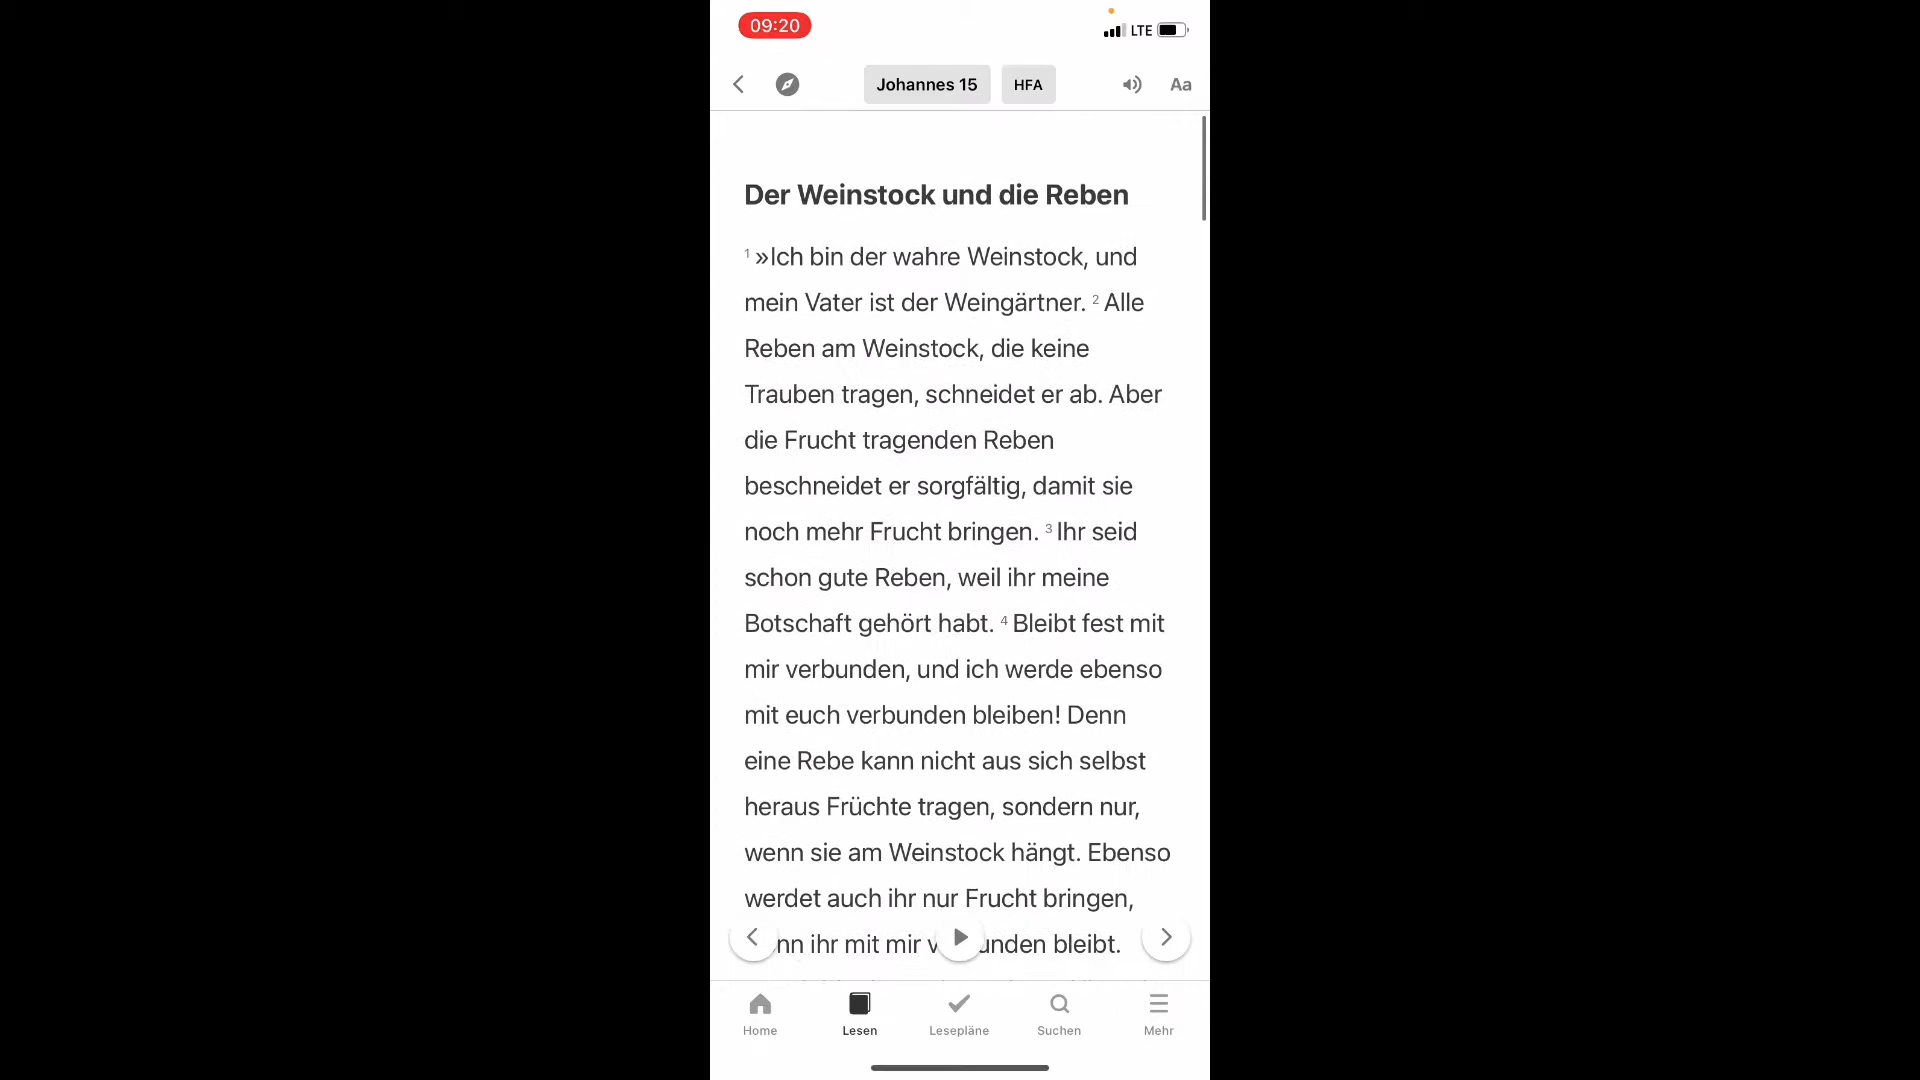 09:20
LTE
Johannes 15
HFA
Aa
Der Weinstock und die Reben
1 »Ich bin der wahre Weinstock, und
mein Vater ist der Weingärtner. 2 Alle
Reben am Weinstock, die keine
Trauben tragen, schneidet er ab. Aber
die Frucht tragenden Reben
beschneidet er sorgfältig, damit sie
noch mehr Frucht bringen. 3 Ihr seid
schon gute Reben, weil ihr meine
Botschaft gehört habt. 4 Bleibt fest mit
mir verbunden, und ich werde ebenso
mit euch verbunden bleiben! Denn
eine Rebe kann nicht aus sich selbst
heraus Früchte tragen, sondern nur,
wenn sie am Weinstock hängt. Ebenso
werdet auch ihr nur Frucht bringen,
ihr mit mir bleibt.
Home
Lesen
Lesepläne
Suchen
Mehr